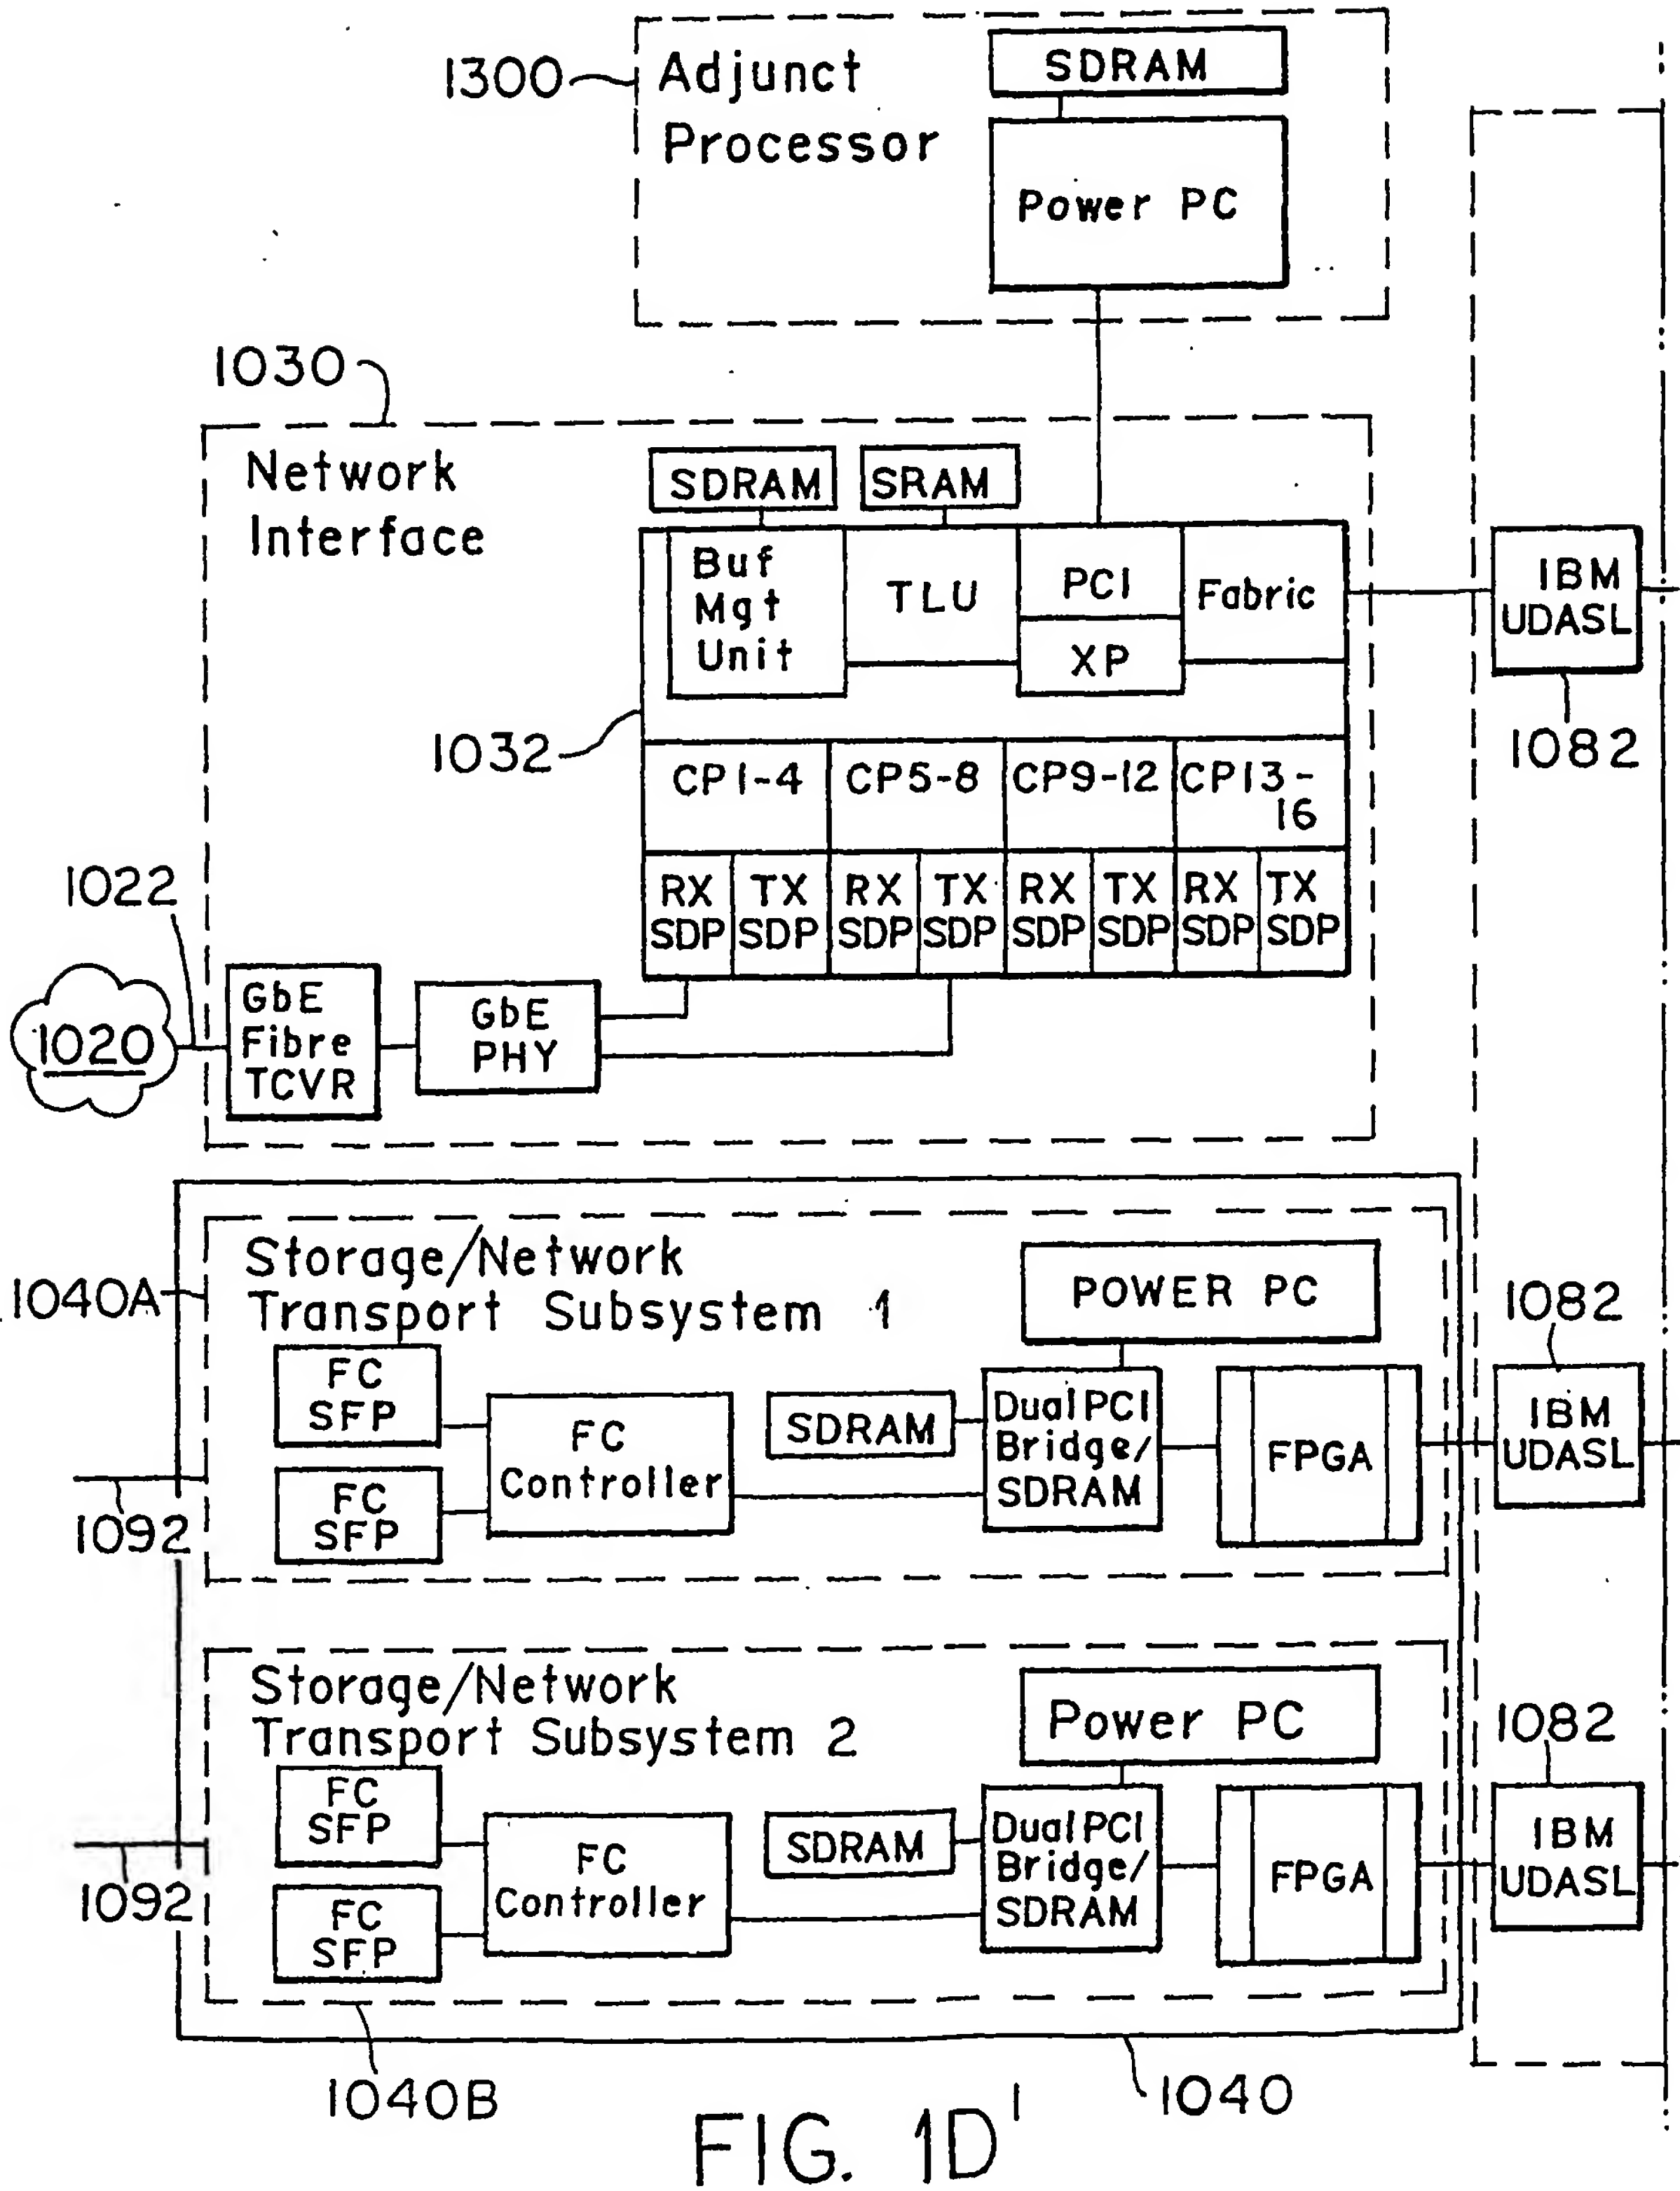 1300
Adjunct
Processor
SDRAM
Power PC
1030
Network
Interface
SDRAM
SRAM
Buf
Mgt
Unit
TLU
PCI
XP
Fabric
IBM
UDASL
1082
1032
CP1-4
CP5-8
CP9-12
CP13-
16
RX
SDP
TX
SDP
RX
SDP
TX
SDP
RX
SDP
TX
SDP
RX
SDP
TX
SDP
1022
1020
GbE
Fibre
TCVR
GbE
PHY
1040A
Storage/Network
Transport Subsystem 1
POWER PC
1082
FC
SFP
FC
SFP
FC
Controller
SDRAM
Dual PCI
Bridge/
SDRAM
FPGA
IBM
UDASL
1092
Storage/Network
Transport Subsystem 2
Power PC
1082
FC
SFP
FC
SFP
FC
Controller
SDRAM
Dual PCI
Bridge/
SDRAM
FPGA
IBM
UDASL
1092
1040B
1040
FIG. 1D'